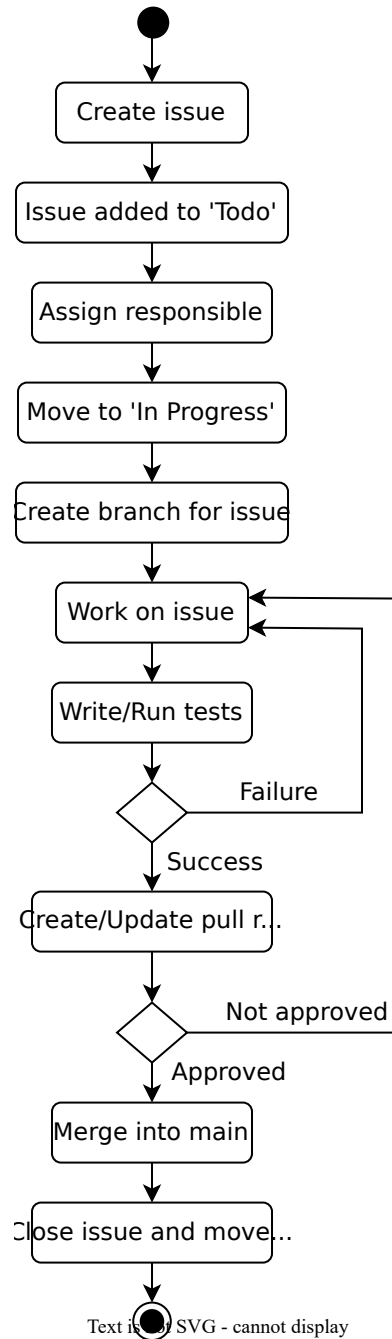 Create issue
Issue added to 'Todo'
Assign responsible
Move to 'In Progress'
Create branch for issue
Work on issue
Write/Run tests
Failure
Success
Create/Update pull r...
Not approved
Approved
Merge into main
Close issue and move...
Text is not SVG - cannot display